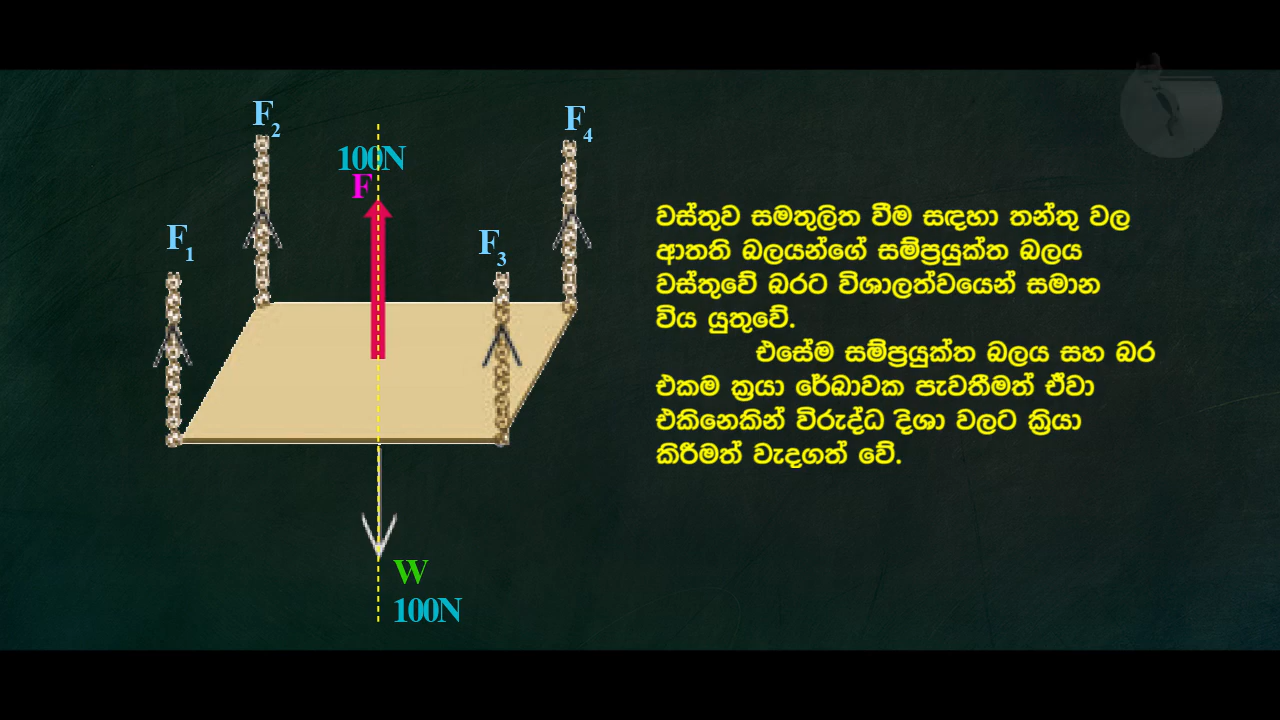 F2
F4
100N
F
F1
F3
W
100N
වස්තුව සමතුලිත වීම සඳහා තන්තු වල
ආතති බලයන්ගේ සම්ප්‍රයුක්ත බලය
වස්තුවේ බරට විශාලත්වයෙන් සමාන
විය යුතුවේ.
එසේම සම්ප්‍රයුක්ත බලය සහ බර
එකම ක්‍රයා රේඛාවක පැවතීමත් ඒවා
එකිනෙකින් විරුද්ධ දිශා වලට ක්‍රියා
කිරීමත් වැදගත් වේ.